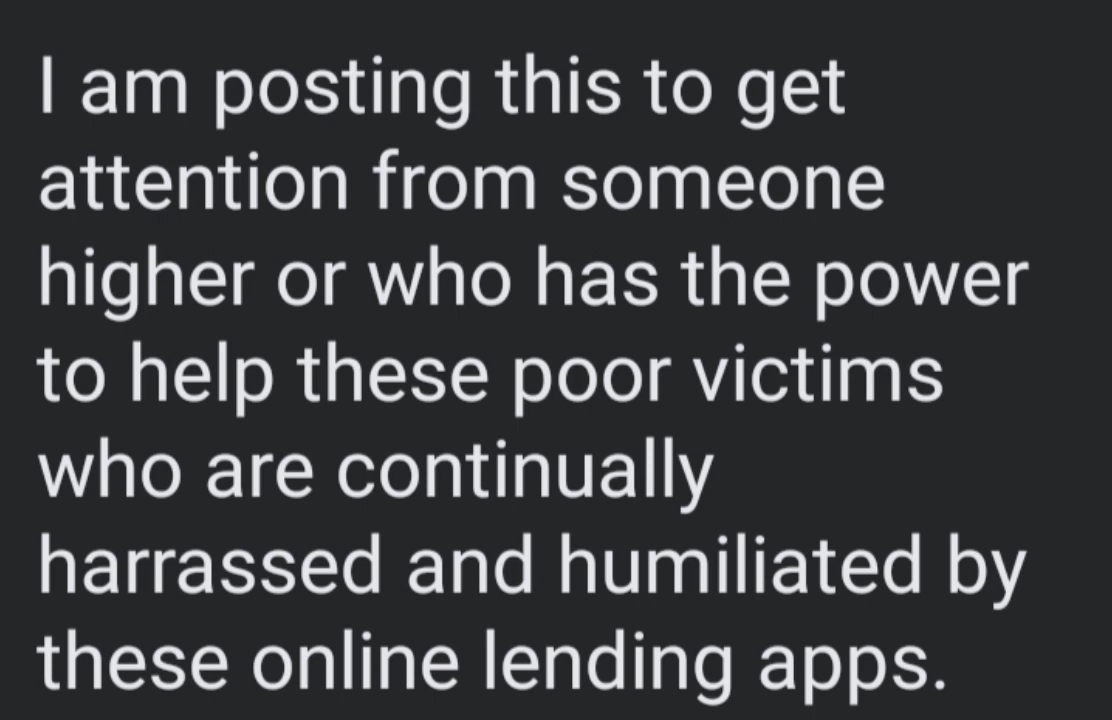 I am posting this to get
attention from someone
higher or who has the power
to help these poor victims
who are continually
harrassed and humiliated by
these online lending apps.